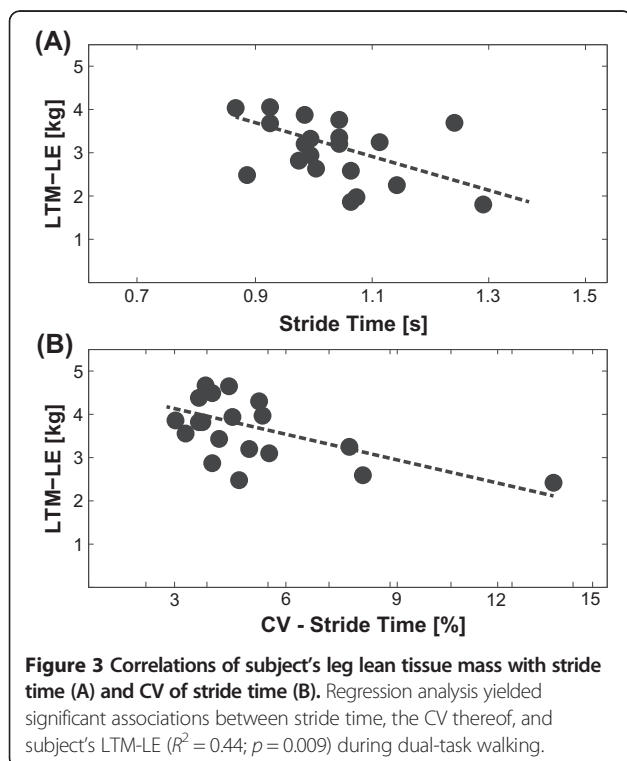 (A)
5
4
3
2
1
LTM–LE [kg]
0.7 0.9 1.1 1.3 1.5
Stride Time [s]
(B)
5
4
3
2
1
LTM–LE [kg]
3 6 9 12 15
CV - Stride Time [%]
Figure 3 Correlations of subject's leg lean tissue mass with stride
time (A) and CV of stride time (B). Regression analysis yielded
significant associations between stride time, the CV thereof, and
subject's LTM-LE (R² = 0.44; p = 0.009) during dual-task walking.